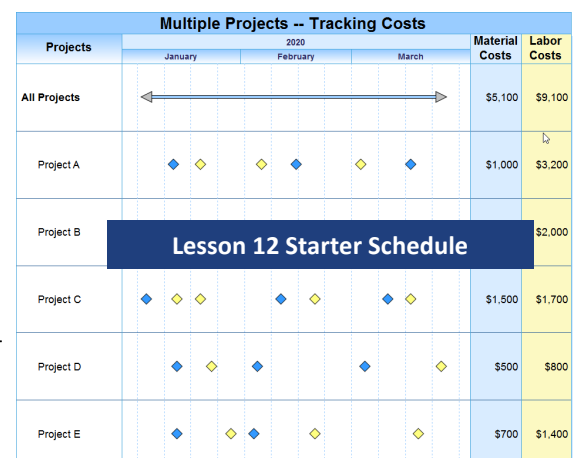 Multiple Projects -- Tracking Costs
Projects
2020
Material Costs
Labor Costs
January February March
All Projects $5,100 $9,100
Project A $1,000 $3,200
Project B $2,000
Lesson 12 Starter Schedule
Project C $1,500 $1,700
Project D $500 $800
Project E $700 $1,400